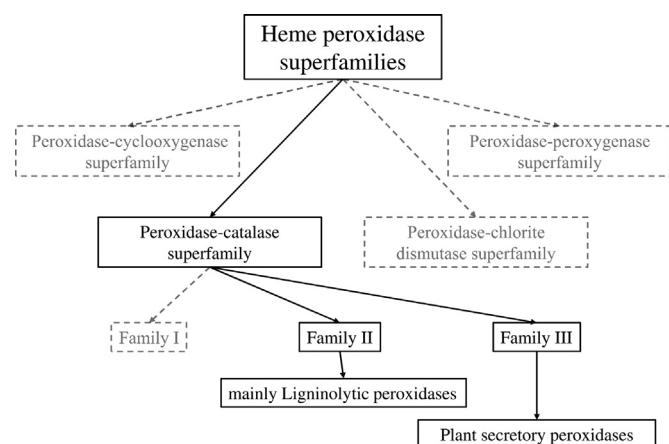 Heme peroxidase
superfamilies
Peroxidase-cyclooxygenase
superfamily
Peroxidase-peroxygenase
superfamily
Peroxidase-catalase
superfamily
Peroxidase-chlorite
dismutase superfamily
Family I
Family II
Family III
mainly Ligninolytic peroxidases
Plant secretory peroxidases